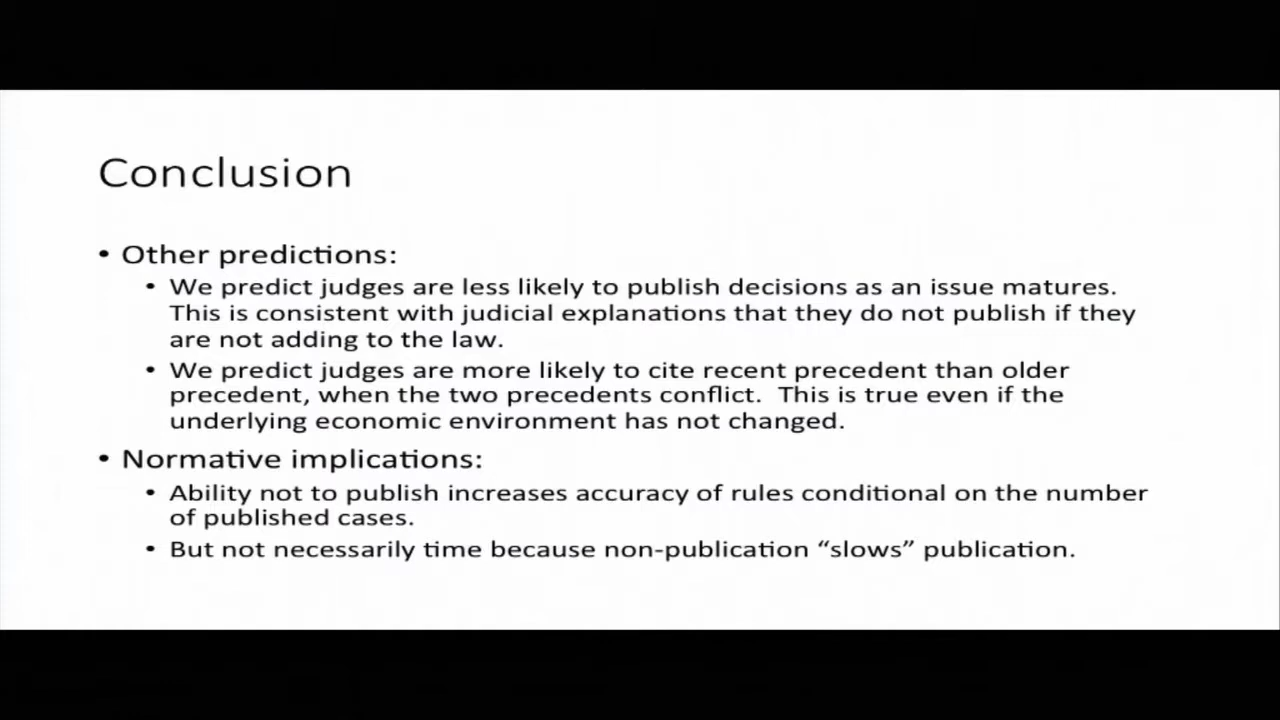 Conclusion
• Other predictions:
• We predict judges are less likely to publish decisions as an issue matures.
This is consistent with judicial explanations that they do not publish if they
are not adding to the law.
• We predict judges are more likely to cite recent precedent than older
precedent, when the two precedents conflict.  This is true even if the
underlying economic environment has not changed.
• Normative implications:
• Ability not to publish increases accuracy of rules conditional on the number
of published cases.
• But not necessarily time because non-publication “slows” publication.